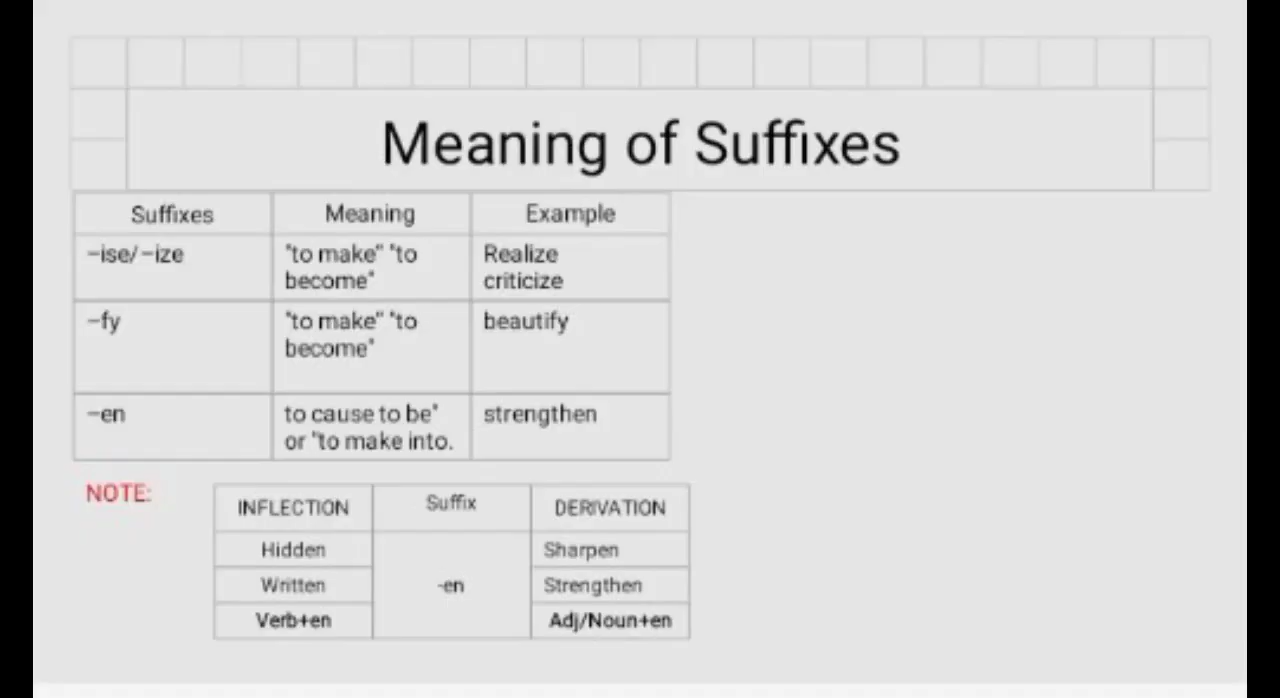 Meaning of Suffixes
Suffixes Meaning Example
–ise/–ize "to make" "to Realize
become" criticize
–fy "to make" "to beautify
become"
–en to cause to be" strengthen
or "to make into.
NOTE:
INFLECTION Suffix DERIVATION
Hidden Sharpen
Written -en Strengthen
Verb+en Adj/Noun+en